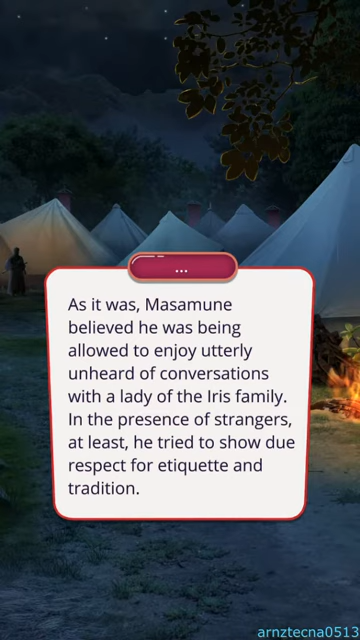 ...
As it was, Masamune
believed he was being
allowed to enjoy utterly
unheard of conversations
with a lady of the Iris family.
In the presence of strangers,
at least, he tried to show due
respect for etiquette and
tradition.
arnztecna0513